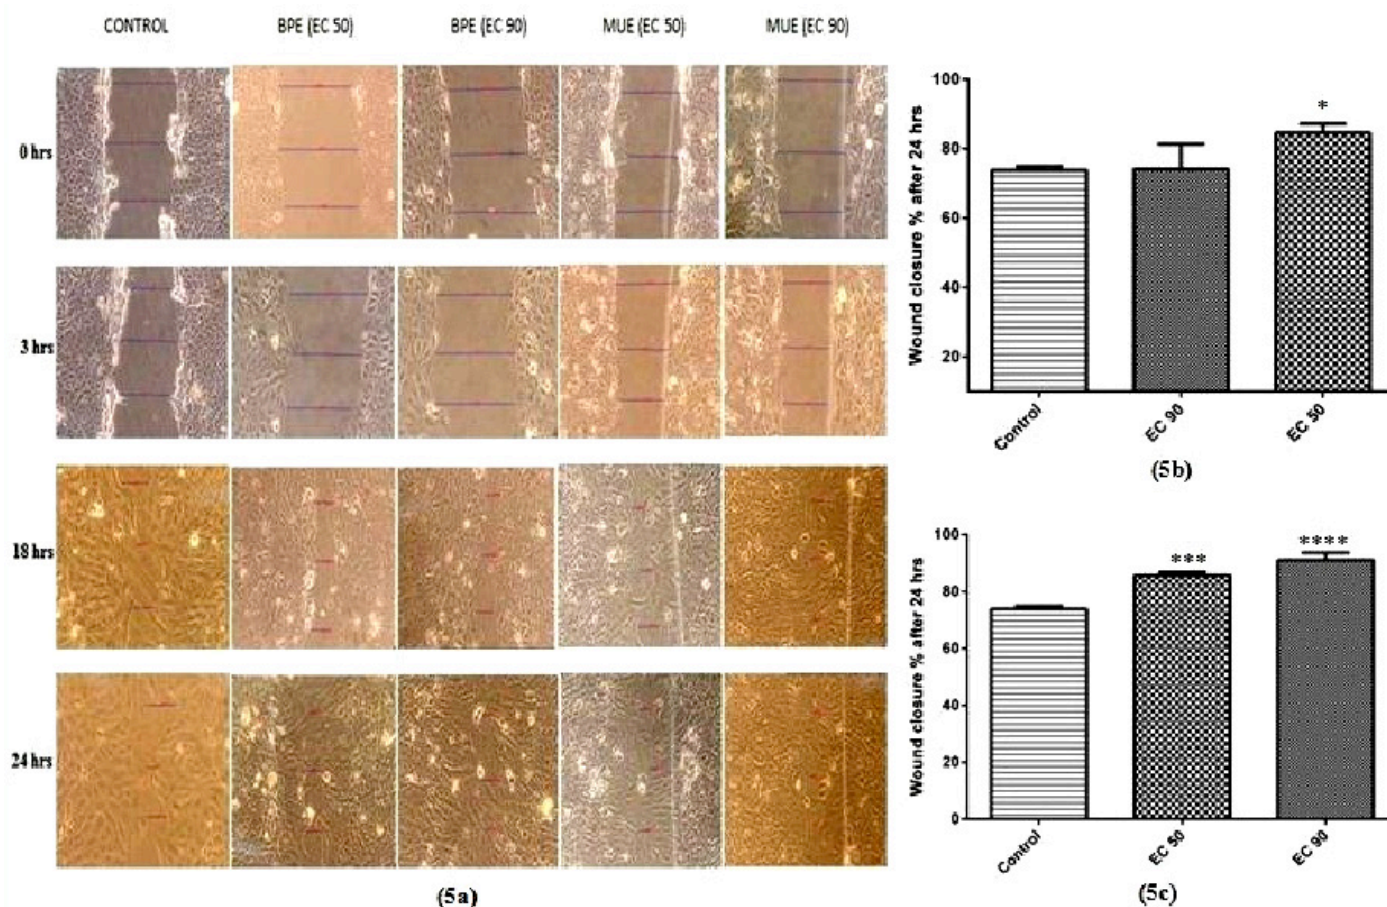 CONTROL BPE (EC 50) BPE (EC 90) MUE (EC 50) MUE (EC 90)
0 hrs
3 hrs
18 hrs
24 hrs
(5a)
Wound closure % after 24 hrs
100
80
60
40
20
*
Control
EC 90
EC 50
(5b)
Wound closure % after 24 hrs
100
80
60
40
20
0
***
****
Control
EC 50
EC 90
(5c)